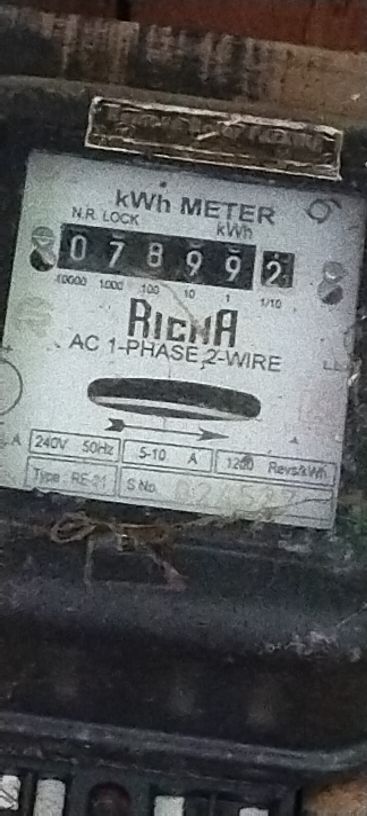 kWh METER
N.R. LOCK kWh
0 7 8 9 9 2
10000 1000 100 10 1 1/10
RICHA
AC 1-PHASE 2-WIRE
240V 50Hz 5-10 A 1200 Revs/kWh
Type : RE-21 S No.